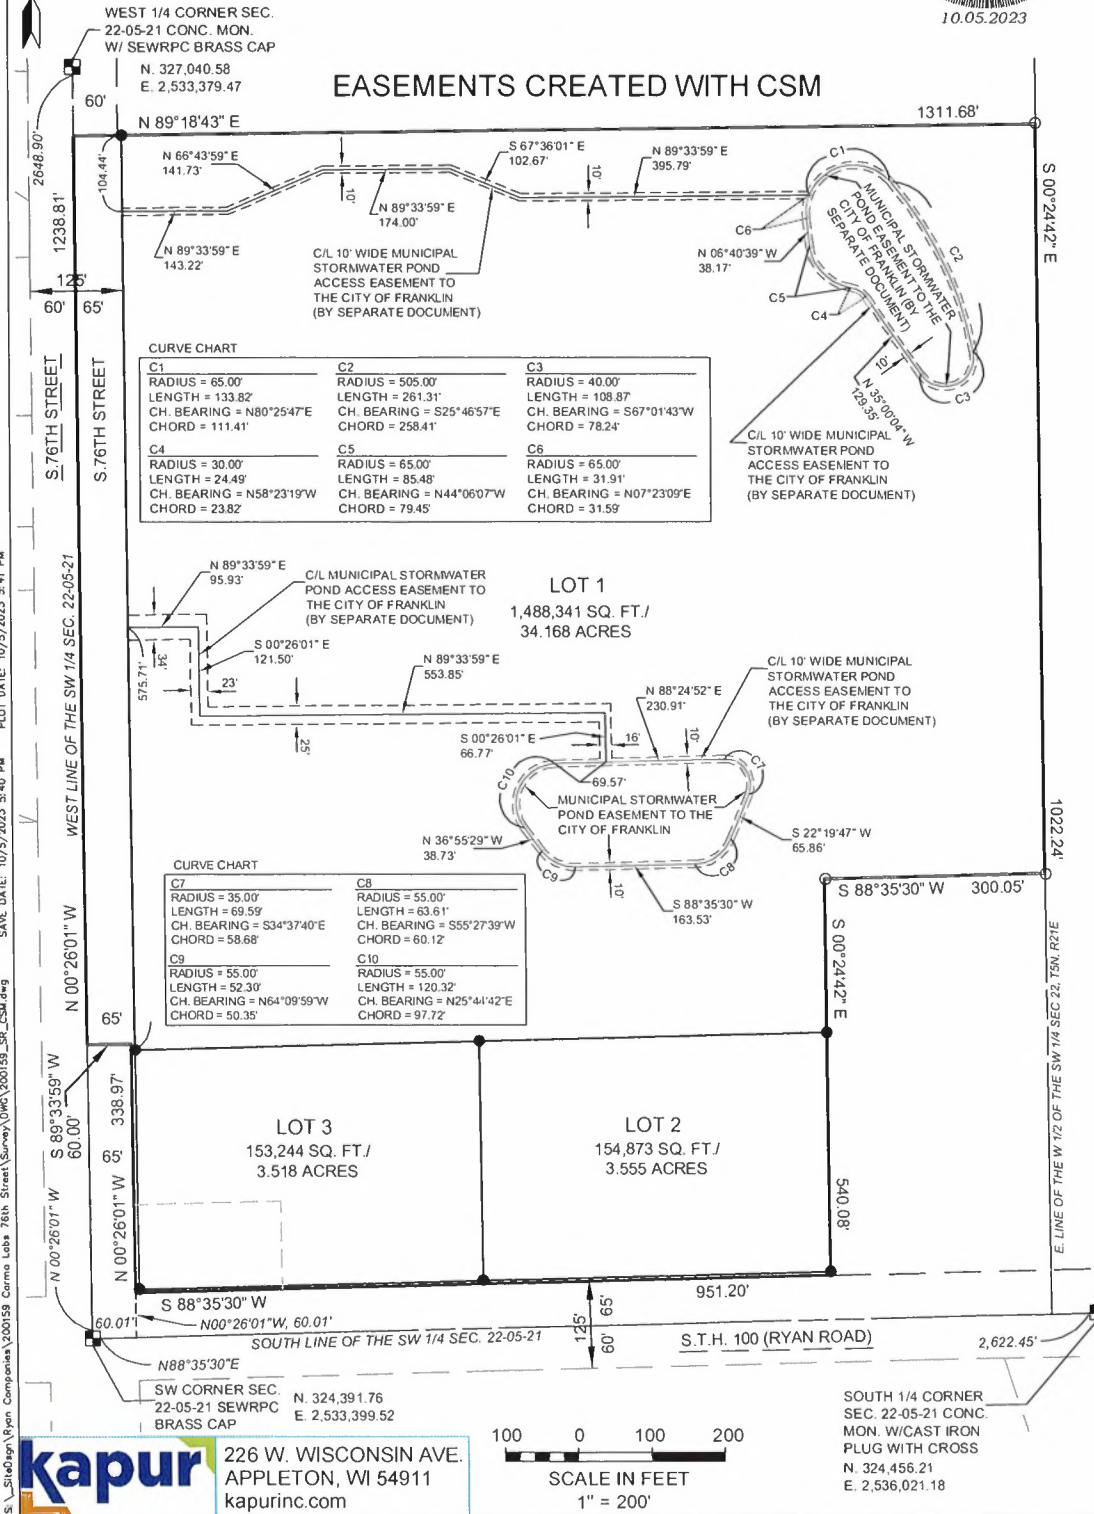 10.05.2023
WEST 1/4 CORNER SEC.
22-05-21 CONC. MON.
W/ SEWRPC BRASS CAP
N. 327,040.58
E. 2,533,379.47
EASEMENTS CREATED WITH CSM
60'
N 89°18'43" E
1311.68'
2648.90'
104.44'
1238.81'
N 66°43'59" E
141.73'
10'
S 67°36'01" E
102.67'
10'
N 89°33'59" E
395.79'
N 89°33'59" E
174.00'
N 89°33'59" E
143.22'
C/L 10' WIDE MUNICIPAL
STORMWATER POND
ACCESS EASEMENT TO
THE CITY OF FRANKLIN
(BY SEPARATE DOCUMENT)
C1
C2
C6
N 06°40'39" W
38.17'
C5
C4
MUNICIPAL STORMWATER
POND EASEMENT TO THE
CITY OF FRANKLIN (BY
SEPARATE DOCUMENT)
10'
C3
N 35°00'04" W
129.35'
S 00°24'42" E
125'
60'
65'
S.76TH STREET
S.76TH STREET
C/L 10' WIDE MUNICIPAL
STORMWATER POND
ACCESS EASEMENT TO
THE CITY OF FRANKLIN
(BY SEPARATE DOCUMENT)
CURVE CHART
C1
RADIUS = 65.00'
LENGTH = 133.82'
CH. BEARING = N80°25'47"E
CHORD = 111.41'
C2
RADIUS = 505.00'
LENGTH = 261.31'
CH. BEARING = S25°46'57"E
CHORD = 258.41'
C3
RADIUS = 40.00'
LENGTH = 108.87'
CH. BEARING = S67°01'43"W
CHORD = 78.24'
C4
RADIUS = 30.00'
LENGTH = 24.49'
CH. BEARING = N58°23'19"W
CHORD = 23.82'
C5
RADIUS = 65.00'
LENGTH = 85.48'
CH. BEARING = N44°06'07"W
CHORD = 79.45'
C6
RADIUS = 65.00'
LENGTH = 31.91'
CH. BEARING = N07°23'09"E
CHORD = 31.59'
WEST LINE OF THE SW 1/4 SEC. 22-05-21
N 89°33'59" E
95.93'
C/L MUNICIPAL STORMWATER
POND ACCESS EASEMENT TO
THE CITY OF FRANKLIN
(BY SEPARATE DOCUMENT)
LOT 1
1,488,341 SQ. FT./
34.168 ACRES
34'
575.71'
S 00°26'01" E
121.50'
23'
N 89°33'59" E
553.85'
25'
C/L 10' WIDE MUNICIPAL
STORMWATER POND
ACCESS EASEMENT TO
THE CITY OF FRANKLIN
(BY SEPARATE DOCUMENT)
N 88°24'52" E
230.91'
10'
S 00°26'01" E
66.77'
16'
C10
69.57'
C7
MUNICIPAL STORMWATER
POND EASEMENT TO THE
CITY OF FRANKLIN
N 36°55'29" W
38.73'
S 22°19'47" W
65.86'
C9
10'
C8
S 88°35'30" W
163.53'
1022.24'
S 88°35'30" W
300.05'
CURVE CHART
C7
RADIUS = 35.00'
LENGTH = 69.59'
CH. BEARING = S34°37'40"E
CHORD = 58.68'
C8
RADIUS = 55.00'
LENGTH = 63.61'
CH. BEARING = S55°27'39"W
CHORD = 60.12'
C9
RADIUS = 55.00'
LENGTH = 52.30'
CH. BEARING = N64°09'59"W
CHORD = 50.35'
C10
RADIUS = 55.00'
LENGTH = 120.32'
CH. BEARING = N25°44'42"E
CHORD = 97.72'
N 00°26'01" W
S 00°24'42" E
E. LINE OF THE W 1/2 OF THE SW 1/4 SEC 22, T5N, R21E
65'
S 89°33'59" W
60.00'
338.97'
65'
N 00°26'01" W
N 00°26'01" W
LOT 3
153,244 SQ. FT./
3.518 ACRES
LOT 2
154,873 SQ. FT./
3.555 ACRES
540.08'
S 88°35'30" W
951.20'
60.01'
N00°26'01"W, 60.01'
SOUTH LINE OF THE SW 1/4 SEC. 22-05-21
125'
65'
60'
S.T.H. 100 (RYAN ROAD)
2,622.45'
N88°35'30"E
SW CORNER SEC.
22-05-21 SEWRPC
BRASS CAP
N. 324,391.76
E. 2,533,399.52
SOUTH 1/4 CORNER
SEC. 22-05-21 CONC.
MON. W/CAST IRON
PLUG WITH CROSS
N. 324,456.21
E. 2,536,021.18
kapur
226 W. WISCONSIN AVE.
APPLETON, WI 54911
kapurinc.com
100 0 100 200
SCALE IN FEET
1" = 200'
SAVE DATE: 10/5/2023 5:40 PM